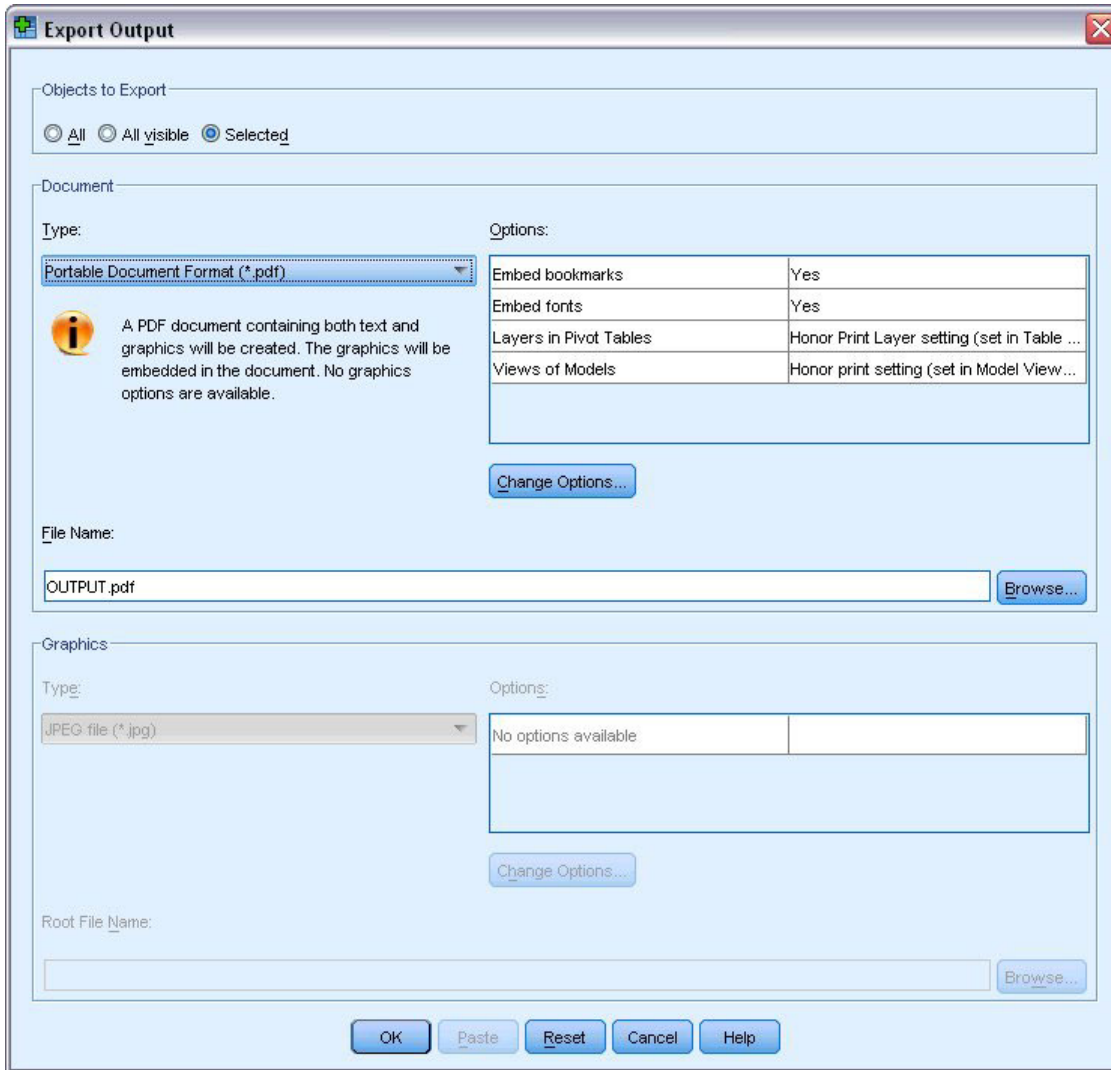 Export Output
Objects to Export
All All visible Selected
Document
Type:
Options:
Portable Document Format (*.pdf)
Embed bookmarks Yes
Embed fonts Yes
Layers in Pivot Tables Honor Print Layer setting (set in Table ...
Views of Models Honor print setting (set in Model View...
i
A PDF document containing both text and
graphics will be created. The graphics will be
embedded in the document. No graphics
options are available.
Change Options...
File Name:
OUTPUT.pdf
Browse...
Graphics
Type:
Options:
JPEG file (*.jpg)
No options available
Change Options...
Root File Name:
Browse...
OK Paste Reset Cancel Help